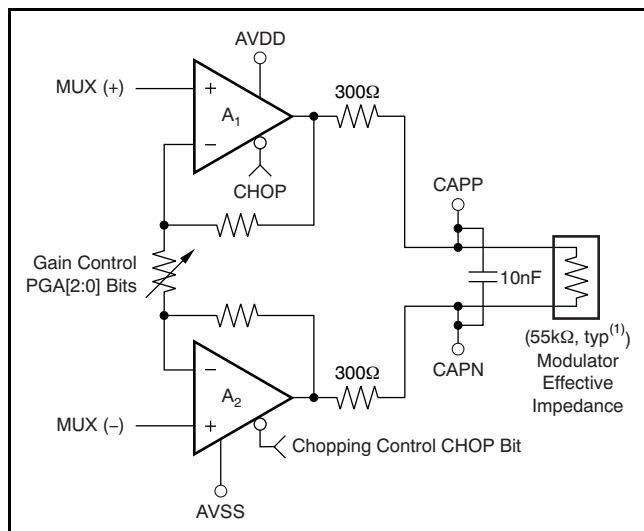 AVDD
MUX (+)
+
A1
−
300Ω
CHOP
CAPP
Gain Control
PGA[2:0] Bits
10nF
(55kΩ, typ(1))
Modulator
Effective
Impedance
CAPN
300Ω
−
A2
+
MUX (−)
Chopping Control CHOP Bit
AVSS